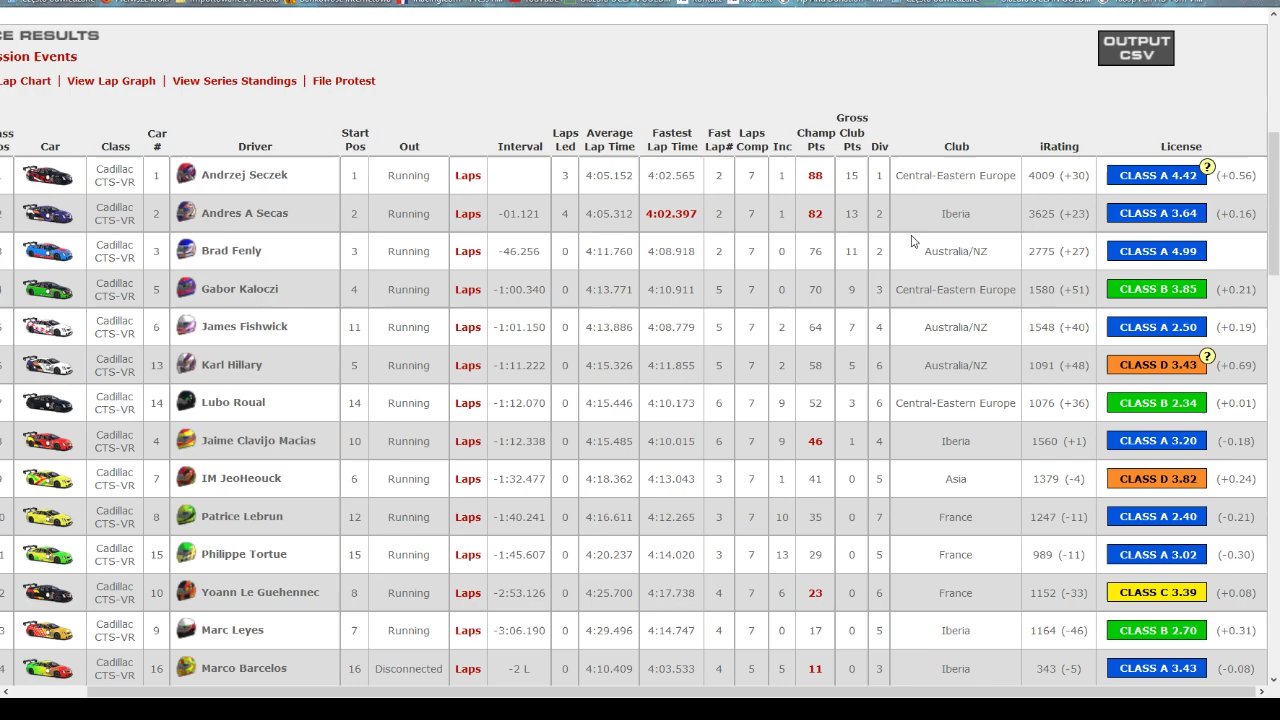 CE RESULTS
OUTPUT CSV
ssion Events
Lap Chart | View Lap Graph | View Series Standings | File Protest
ss os Car Class Car # Driver Start Pos Out Interval Laps Led Average Lap Time Fastest Lap Time Fast Lap# Laps Comp Inc Champ Pts Gross Club Pts Div Club iRating License
Cadillac CTS-VR 1 Andrzej Seczek 1 Running Laps 3 4:05.152 4:02.565 2 7 1 88 15 1 Central-Eastern Europe 4009 (+30) CLASS A 4.42 ? (+0.56)
2 Cadillac CTS-VR 2 Andres A Secas 2 Running Laps -01.121 4 4:05.312 4:02.397 2 7 1 82 13 2 Iberia 3625 (+23) CLASS A 3.64 (+0.16)
3 Cadillac CTS-VR 3 Brad Fenly 3 Running Laps -46.256 0 4:11.760 4:08.918 2 7 0 76 11 2 Australia/NZ 2775 (+27) CLASS A 4.99
4 Cadillac CTS-VR 5 Gabor Kaloczi 4 Running Laps -1:00.340 0 4:13.771 4:10.911 5 7 0 70 9 3 Central-Eastern Europe 1580 (+51) CLASS B 3.85 (+0.21)
Cadillac CTS-VR 6 James Fishwick 11 Running Laps -1:01.150 0 4:13.886 4:08.779 5 7 2 64 7 4 Australia/NZ 1548 (+40) CLASS A 2.50 (+0.19)
Cadillac CTS-VR 13 Karl Hillary 5 Running Laps -1:11.222 0 4:15.326 4:11.855 5 7 2 58 5 6 Australia/NZ 1091 (+48) CLASS D 3.43 ? (+0.69)
Cadillac CTS-VR 14 Lubo Roual 14 Running Laps -1:12.070 0 4:15.446 4:10.173 6 7 9 52 3 6 Central-Eastern Europe 1076 (+36) CLASS B 2.34 (+0.01)
Cadillac CTS-VR 4 Jaime Clavijo Macias 10 Running Laps -1:12.338 0 4:15.485 4:10.015 6 7 9 46 1 4 Iberia 1560 (+1) CLASS A 3.20 (-0.18)
Cadillac CTS-VR 7 IM JeoHeouck 6 Running Laps -1:32.477 0 4:18.362 4:13.043 3 7 1 41 0 5 Asia 1379 (-4) CLASS D 3.82 (+0.24)
0 Cadillac CTS-VR 8 Patrice Lebrun 12 Running Laps -1:40.241 0 4:16.611 4:12.265 3 7 10 35 0 7 France 1247 (-11) CLASS A 2.40 (-0.21)
1 Cadillac CTS-VR 15 Philippe Tortue 15 Running Laps -1:45.607 0 4:20.237 4:14.020 5 7 13 29 0 5 France 989 (-11) CLASS A 3.02 (-0.30)
2 Cadillac CTS-VR 10 Yoann Le Guehennec 8 Running Laps -2:53.126 0 4:25.700 4:17.738 4 7 6 23 0 6 France 1152 (-33) CLASS C 3.39 (+0.08)
3 Cadillac CTS-VR 9 Marc Leyes 7 Running Laps -3:06.190 0 4:29.496 4:14.747 4 7 2 17 0 5 Iberia 1164 (-46) CLASS B 2.70 (+0.31)
4 Cadillac CTS-VR 16 Marco Barcelos 16 Disconnected Laps -2 L 0 4:10.409 4:03.533 4 5 5 11 0 3 Iberia 343 (-5) CLASS A 3.43 (-0.08)